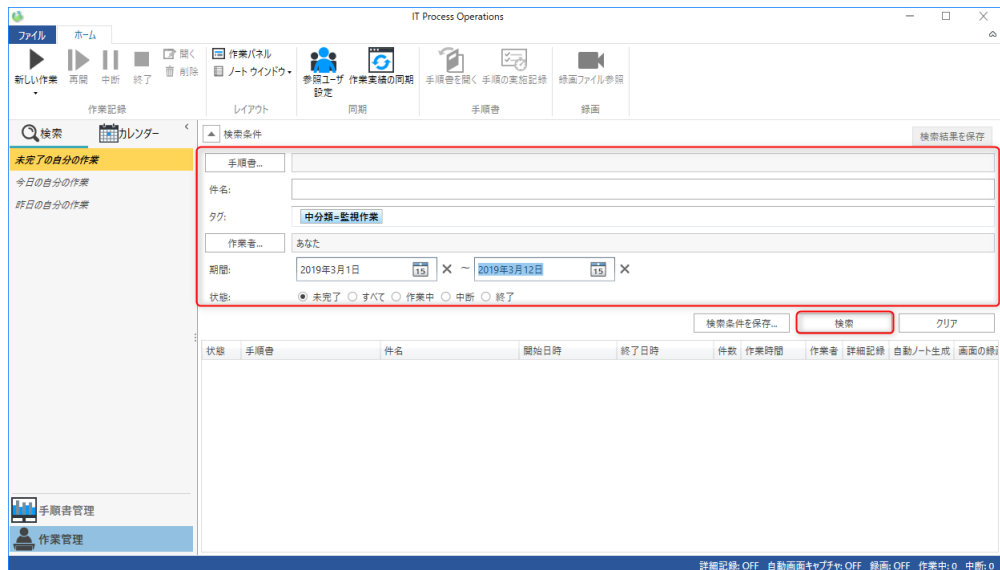 IT Process Operations
ファイル ホーム
新しい作業 再開 中断 終了 開く 削除
作業記録
作業パネル
ノート ウインドウ
レイアウト
参照ユーザ設定 作業実績の同期
同期
手順書を開く 手順の実施記録
手順書
録画ファイル参照
録画
検索 カレンダー
未完了の自分の作業
今日の自分の作業
昨日の自分の作業
手順書管理
作業管理
検索条件 検索結果を保存
手順書...
件名:
タグ: 中分類=監視作業
作業者... あなた
期間: 2019年3月1日 15 ~ 2019年3月12日 15
状態: 未完了 すべて 作業中 中断 終了
検索条件を保存... 検索 クリア
状態 手順書 件名 開始日時 終了日時 件数 作業時間 作業者 詳細記録 自動ノート生成 画面の録画
詳細記録: OFF 自動画面キャプチャ: OFF 録画: OFF 作業中: 0 中断: 0